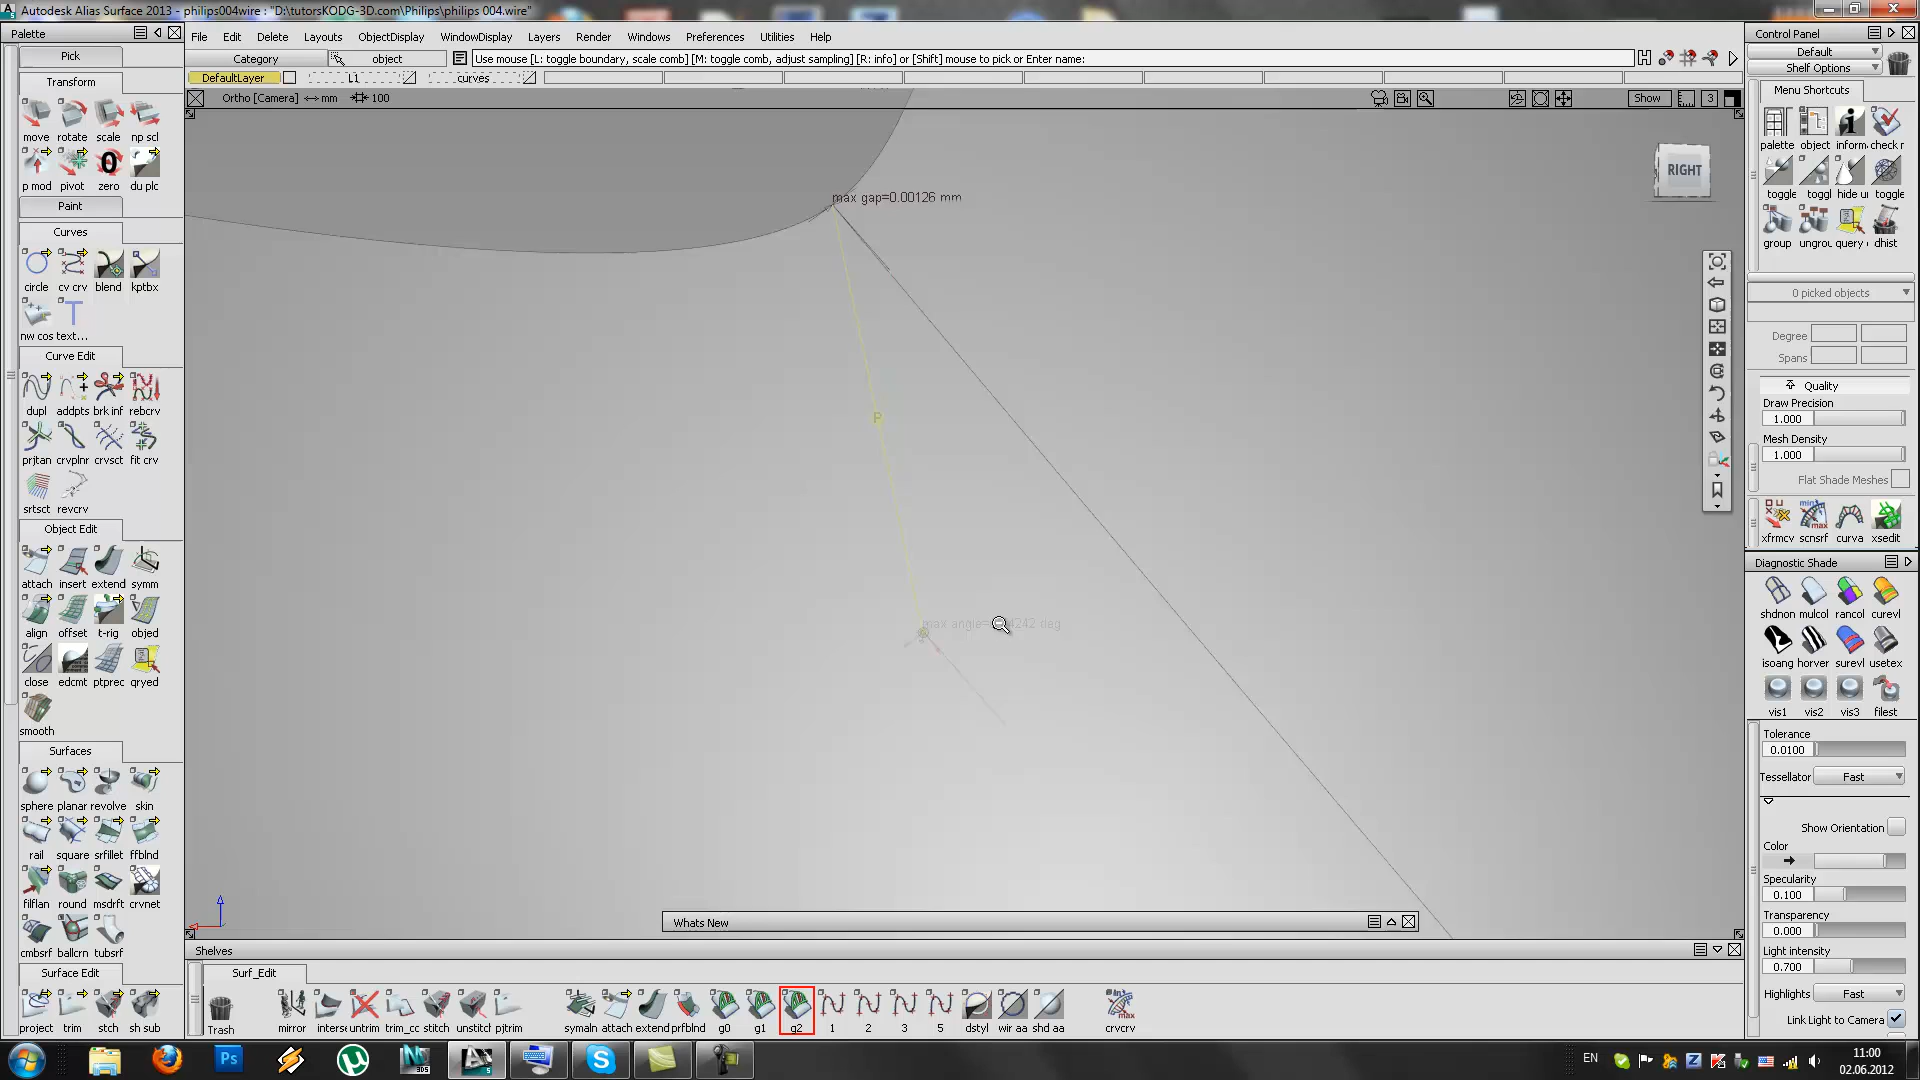 Autodesk Alias Surface 2013 - philips004wire : "D:\tutorsKODG-3D.com\Philips\philips 004.wire"
Palette
File Edit Delete Layouts ObjectDisplay WindowDisplay Layers Render Windows Preferences Utilities Help
Category object Use mouse [L: toggle boundary, scale comb] [M: toggle comb, adjust sampling] [R: info] or [Shift] mouse to pick or Enter name:
DefaultLayer L1 curves
Ortho [Camera] mm 100 Show 3
Pick
Transform
move rotate scale np scl
p mod pivot zero du plc
0
Paint
Curves
circle cv crv blend kptbx
nw cos text...
Curve Edit
dupl addpts brk inf rebcrv
prjtan crvplnr crvsct fit crv
srtsct revcrv
Object Edit
attach insert extend symm
align offset t-rig objed
close edcmt ptprec qryed
smooth
Surfaces
sphere planar revolve skin
rail square srfillet ffblnd
filflan round msdrft crvnet
cmbsrf ballcrn tubsrf
Surface Edit
project trim stch sh sub
max gap=0.00126 mm
P
RIGHT
Whats New
Shelves
Surf_Edit
Trash mirror interse untrim trim_cc stitch unstitc pjtrim symaln attach extend prfblnd g0 g1 g2 1 2 3 5 dstyl wir aa shd aa crvcrv
Control Panel
Default
Shelf Options
Menu Shortcuts
palette object inform check r
toggle toggl hide u toggle
group ungrou query dhist
0 picked objects
Degree
Spans
Quality
Draw Precision
1.000
Mesh Density
1.000
Flat Shade Meshes
xfrmcv scnsrf curva xsedit
Diagnostic Shade
shdnon mulcol rancol curevl
isoang horver surevl usetex
vis1 vis2 vis3 filest
Tolerance
0.0100
Tessellator Fast
Show Orientation
Color
Specularity
0.100
Transparency
0.000
Light intensity
0.700
Highlights Fast
Link Light to Camera
EN
11:00
02.06.2012